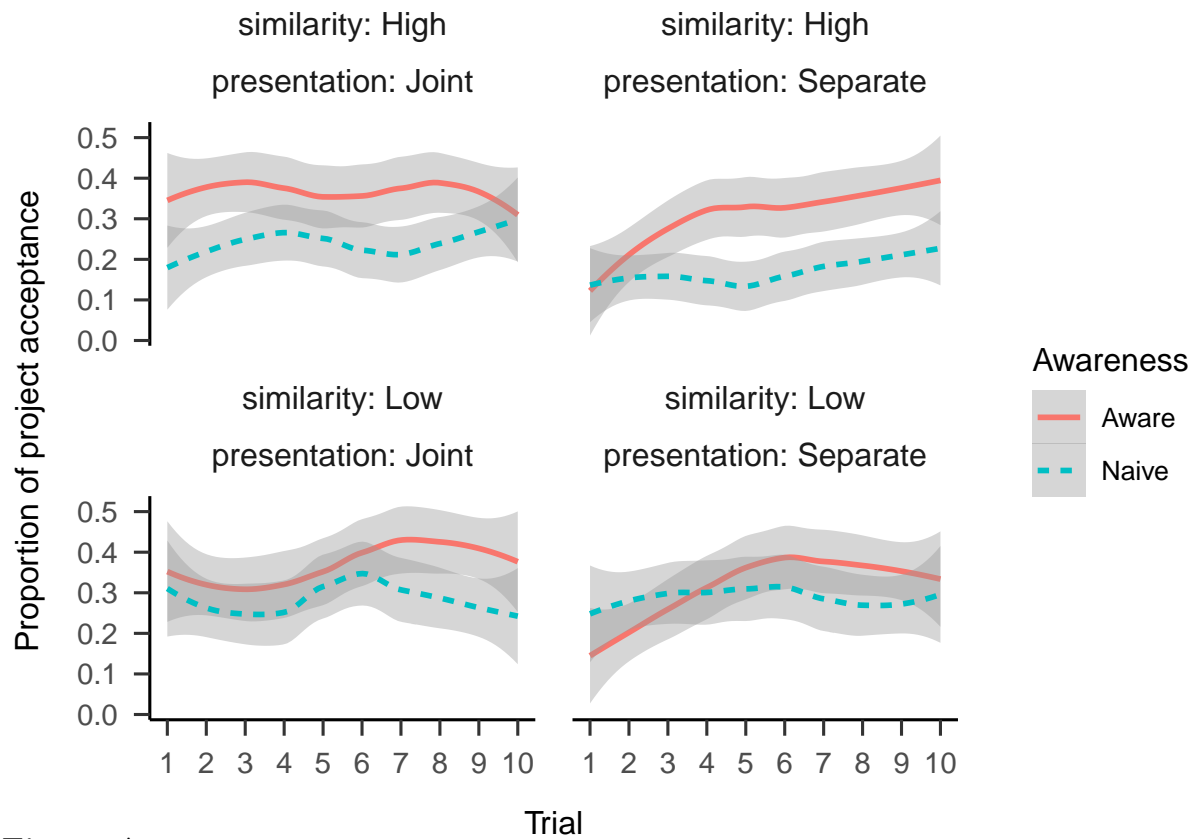 similarity: High
presentation: Joint
similarity: High
presentation: Separate
Proportion of project acceptance
0.5
0.4
0.3
0.2
0.1
0.0
similarity: Low
presentation: Joint
similarity: Low
presentation: Separate
0.5
0.4
0.3
0.2
0.1
0.0
1 2 3 4 5 6 7 8 9 10
1 2 3 4 5 6 7 8 9 10
Trial
Awareness
Aware
Naive